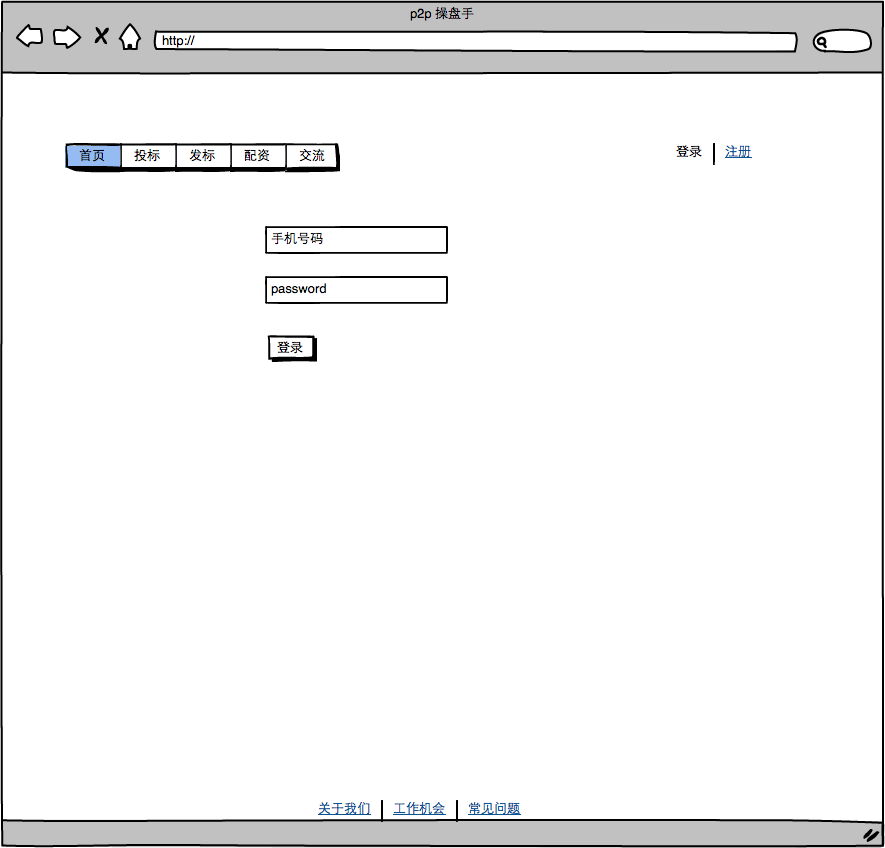 p2p 操盘手
http://
首页 投标 发标 配资 交流 登录 注册
手机号码
password
登录
关于我们 工作机会 常见问题